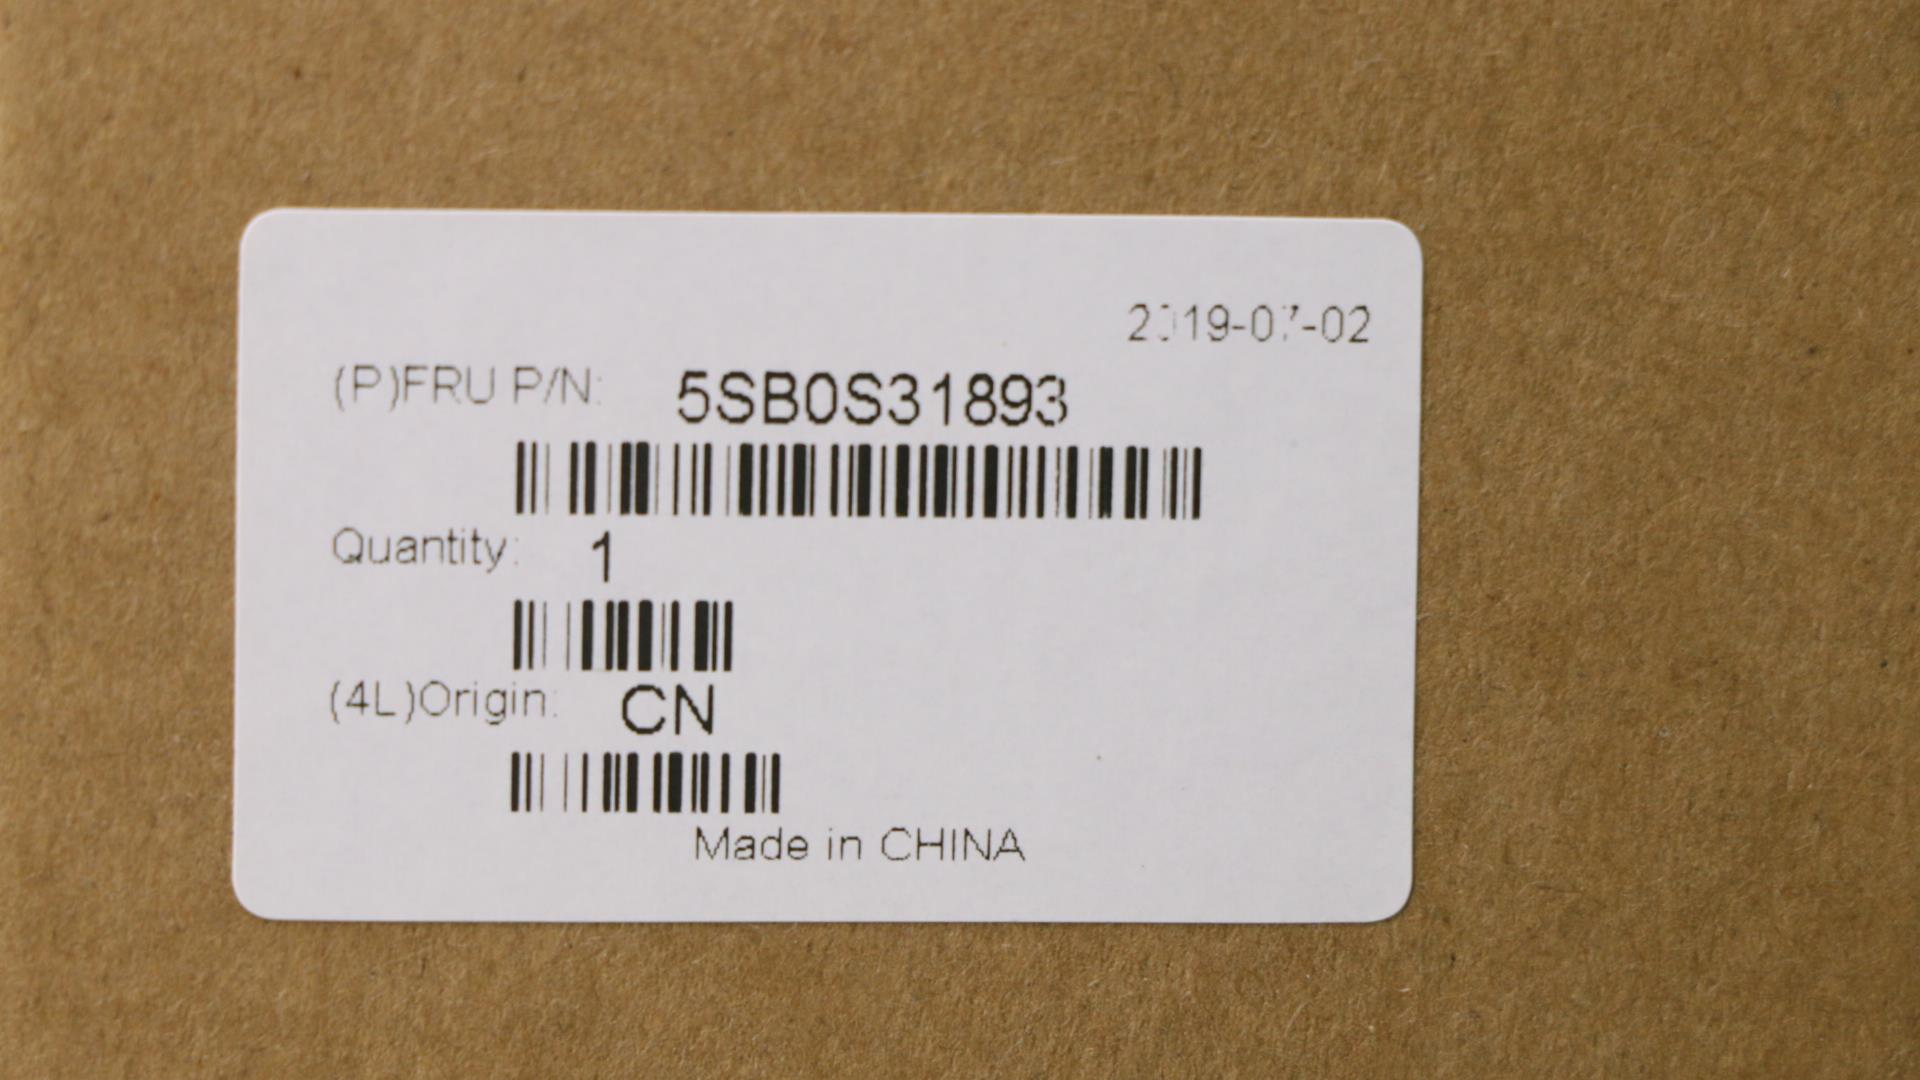 2019-07-02
(P)FRU P/N: 5SB0S31893
Quantity: 1
(4L)Origin: CN
Made in CHINA